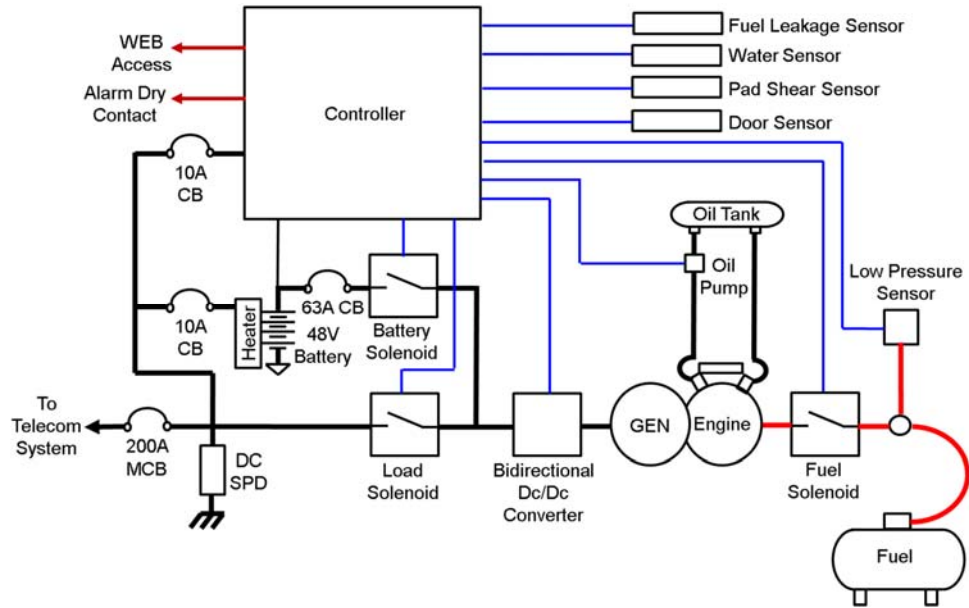 WEB
Access
Alarm Dry
Contact
Controller
Fuel Leakage Sensor
Water Sensor
Pad Shear Sensor
Door Sensor
10A
CB
10A
CB
Heater
63A CB
48V
Battery
Battery
Solenoid
Oil Tank
Oil
Pump
Low Pressure
Sensor
To
Telecom
System
200A
MCB
DC
SPD
Load
Solenoid
Bidirectional
Dc/Dc
Converter
GEN
Engine
Fuel
Solenoid
Fuel